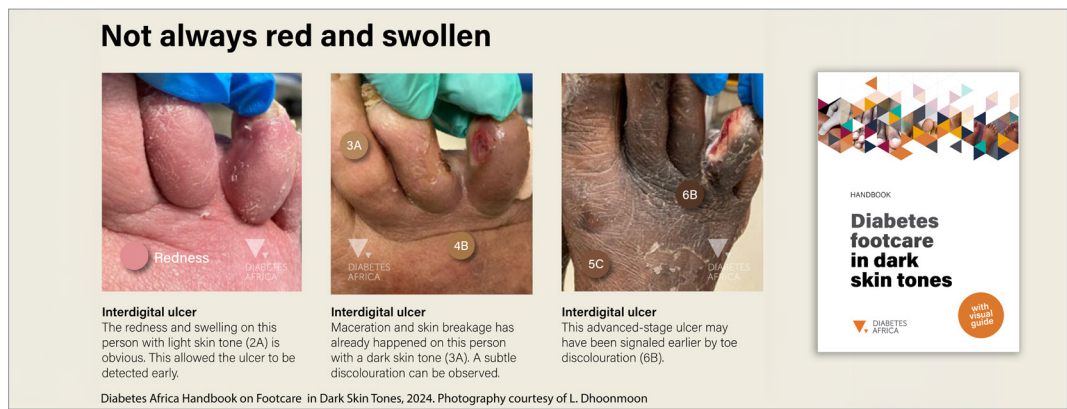 Not always red and swollen
Redness
DIABETES
AFRICA
Interdigital ulcer
The redness and swelling on this
person with light skin tone (2A) is
obvious. This allowed the ulcer to be
detected early.
3A
4B
DIABETES
AFRICA
Interdigital ulcer
Maceration and skin breakage has
already happened on this person
with a dark skin tone (3A). A subtle
discolouration can be observed.
6B
5C
DIABETES
AFRICA
Interdigital ulcer
This advanced-stage ulcer may
have been signaled earlier by toe
discolouration (6B).
HANDBOOK
Diabetes
footcare
in dark
skin tones
with
visual
guide
DIABETES
AFRICA
Diabetes Africa Handbook on Footcare in Dark Skin Tones, 2024. Photography courtesy of L. Dhoonmoon